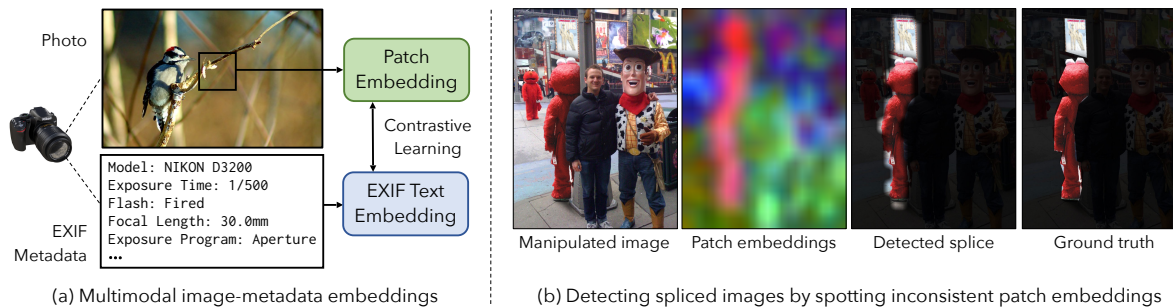 Photo
EXIF
Metadata
Model: NIKON D3200
Exposure Time: 1/500
Flash: Fired
Focal Length: 30.0mm
Exposure Program: Aperture
...
Patch
Embedding
Contrastive
Learning
EXIF Text
Embedding
(a) Multimodal image-metadata embeddings
Manipulated image
Patch embeddings
Detected splice
Ground truth
(b) Detecting spliced images by spotting inconsistent patch embeddings